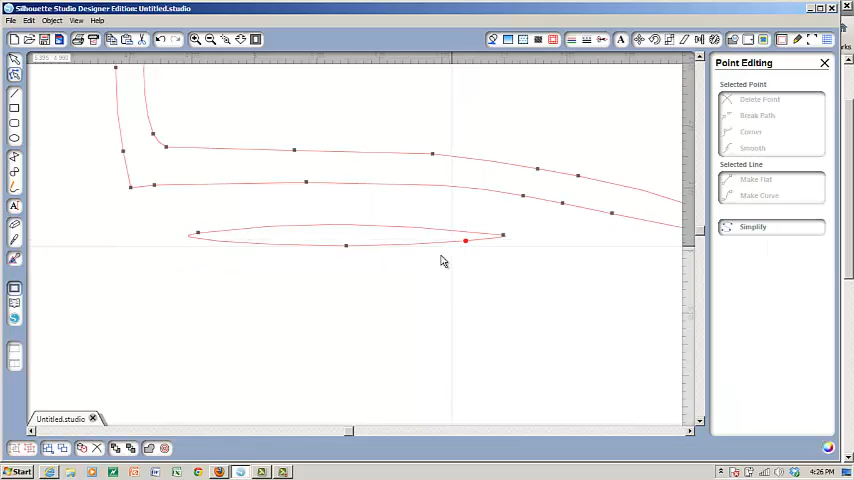 Silhouette Studio Designer Edition: Untitled.studio
File Edit Object View Help
Point Editing
Selected Point
Delete Point
Break Path
Corner
Smooth
Selected Line
Make Flat
Make Curve
Simplify
Untitled.studio
Start
4:26 PM